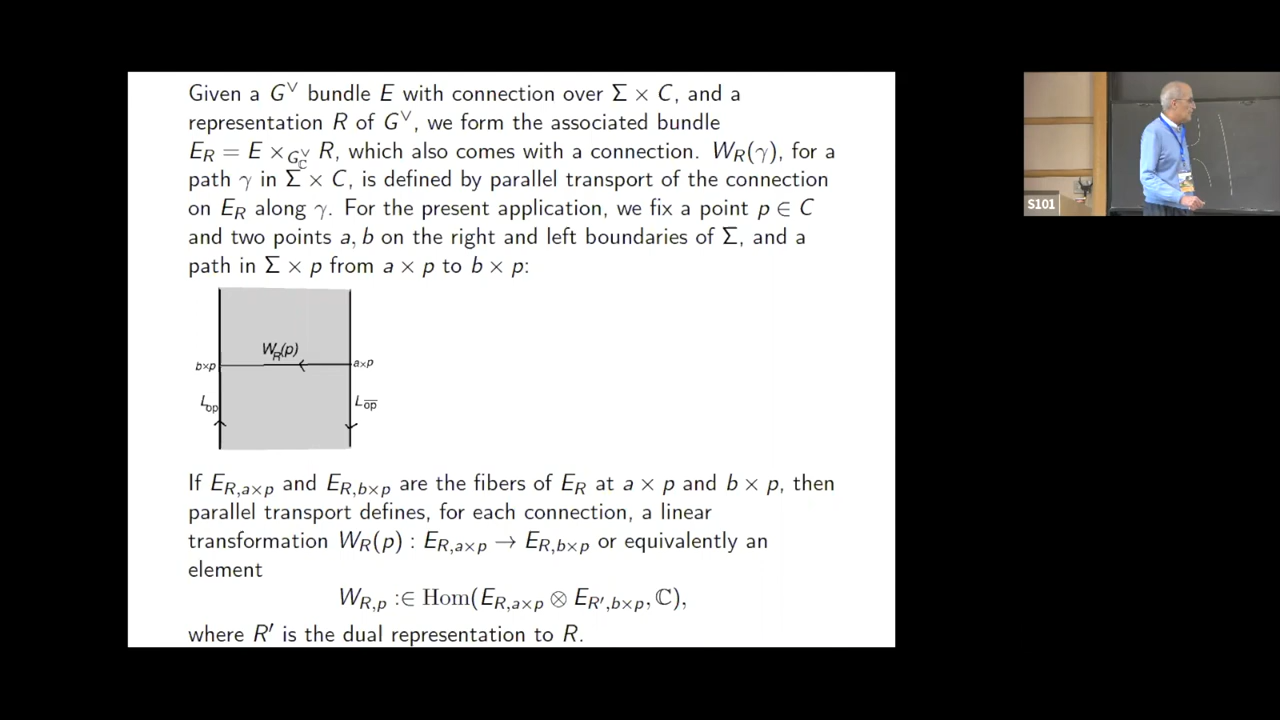 Given a G^∨ bundle E with connection over Σ × C, and a
representation R of G^∨, we form the associated bundle
E_R = E ×_{G^∨_ℂ} R, which also comes with a connection. W_R(γ), for a
path γ in Σ × C, is defined by parallel transport of the connection
on E_R along γ. For the present application, we fix a point p ∈ C
and two points a, b on the right and left boundaries of Σ, and a
path in Σ × p from a × p to b × p:
W_R(p)
b×p
a×p
L_op
L_{\overline{op}}
If E_{R,a×p} and E_{R,b×p} are the fibers of E_R at a × p and b × p, then
parallel transport defines, for each connection, a linear
transformation W_R(p) : E_{R,a×p} → E_{R,b×p} or equivalently an
element
W_{R,p} :∈ Hom(E_{R,a×p} ⊗ E_{R',b×p}, ℂ),
where R' is the dual representation to R.
S101